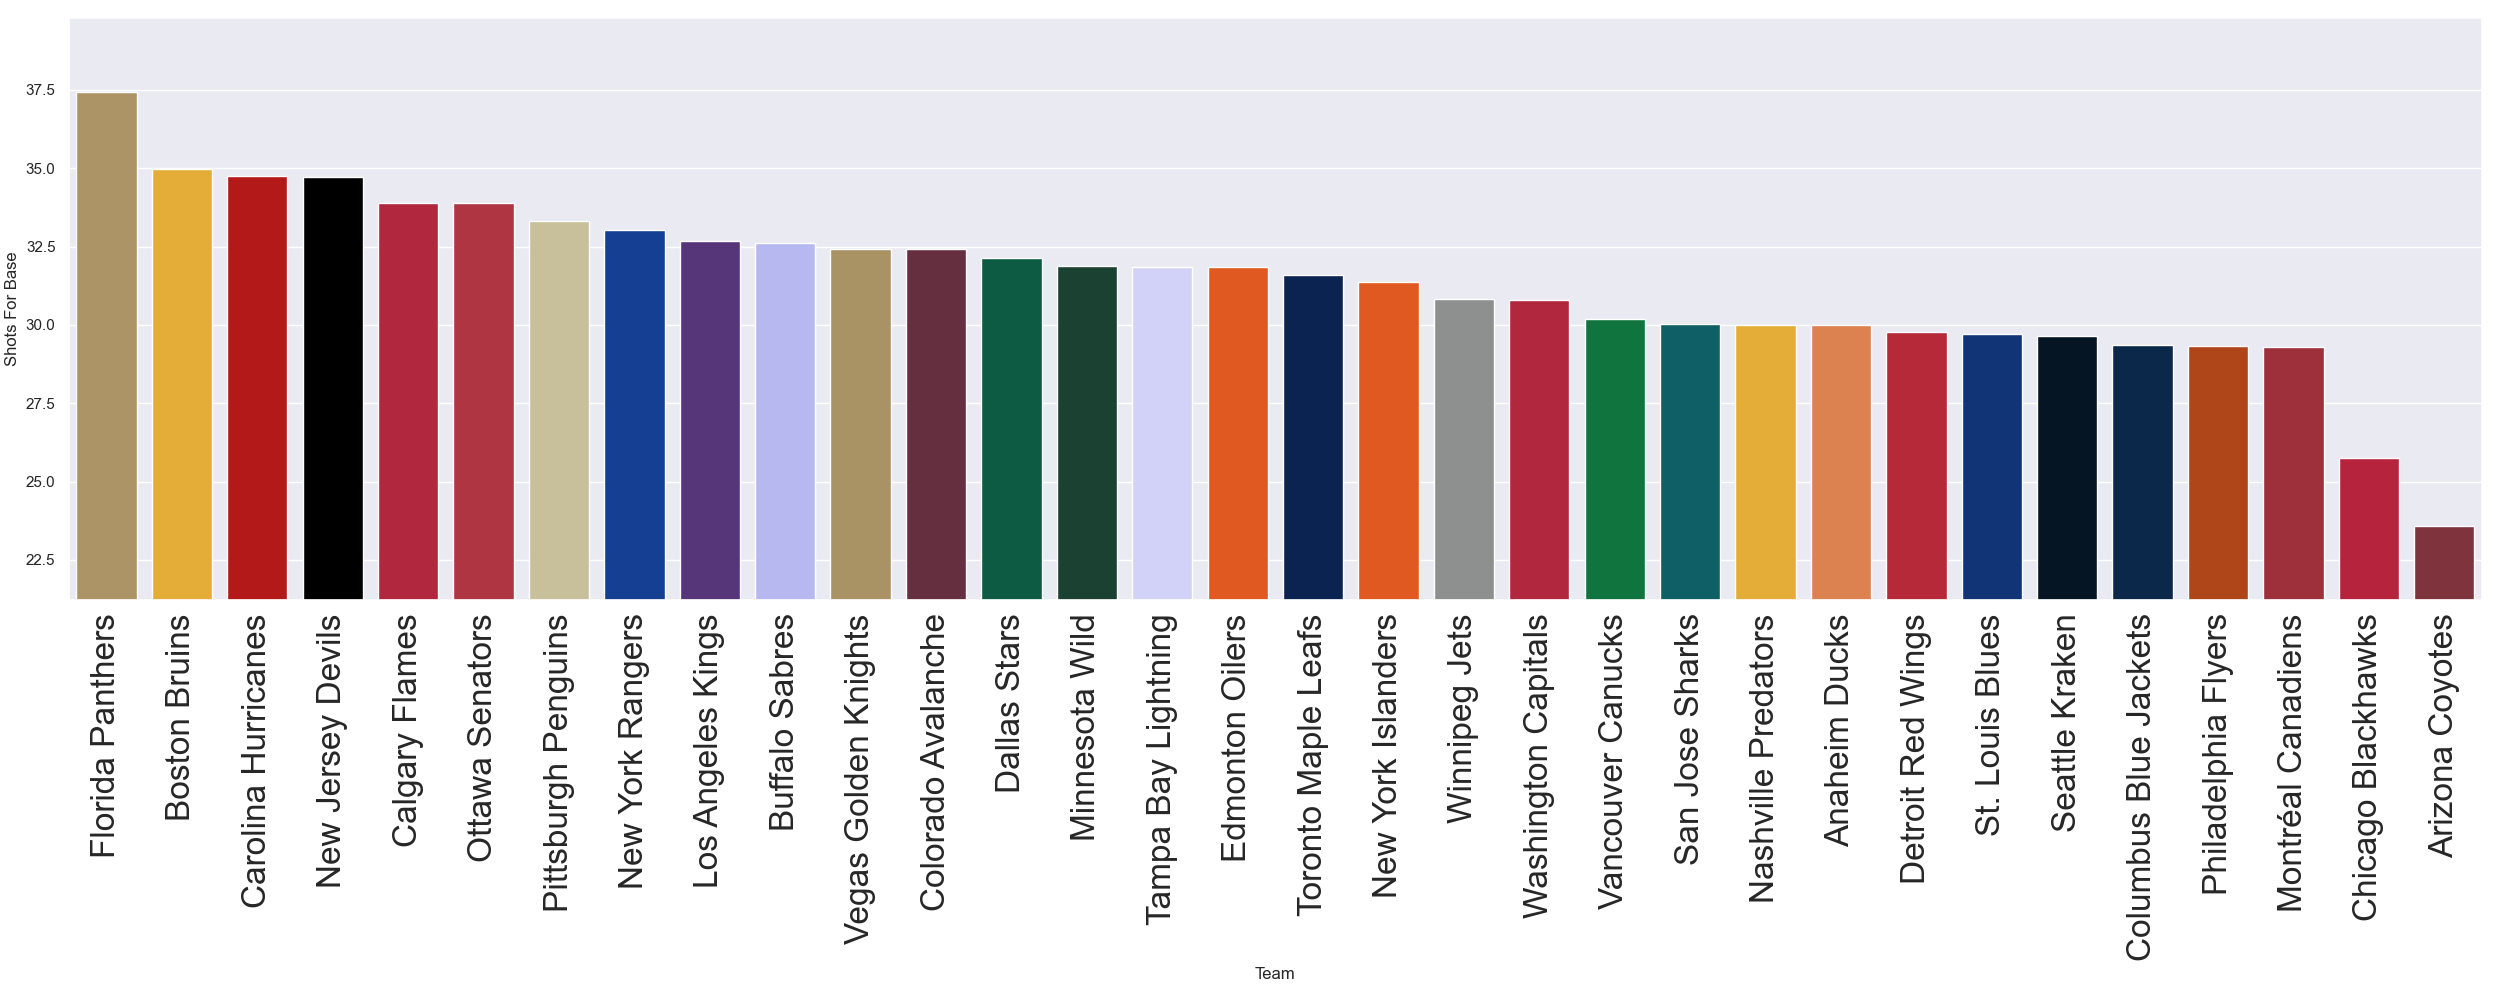 37.5
35.0
32.5
30.0
27.5
25.0
22.5
Shots For Base
Florida Panthers
Boston Bruins
Carolina Hurricanes
New Jersey Devils
Calgary Flames
Ottawa Senators
Pittsburgh Penguins
New York Rangers
Los Angeles Kings
Buffalo Sabres
Vegas Golden Knights
Colorado Avalanche
Dallas Stars
Minnesota Wild
Tampa Bay Lightning
Edmonton Oilers
Toronto Maple Leafs
New York Islanders
Winnipeg Jets
Washington Capitals
Vancouver Canucks
San Jose Sharks
Nashville Predators
Anaheim Ducks
Detroit Red Wings
St. Louis Blues
Seattle Kraken
Columbus Blue Jackets
Philadelphia Flyers
Montréal Canadiens
Chicago Blackhawks
Arizona Coyotes
Team